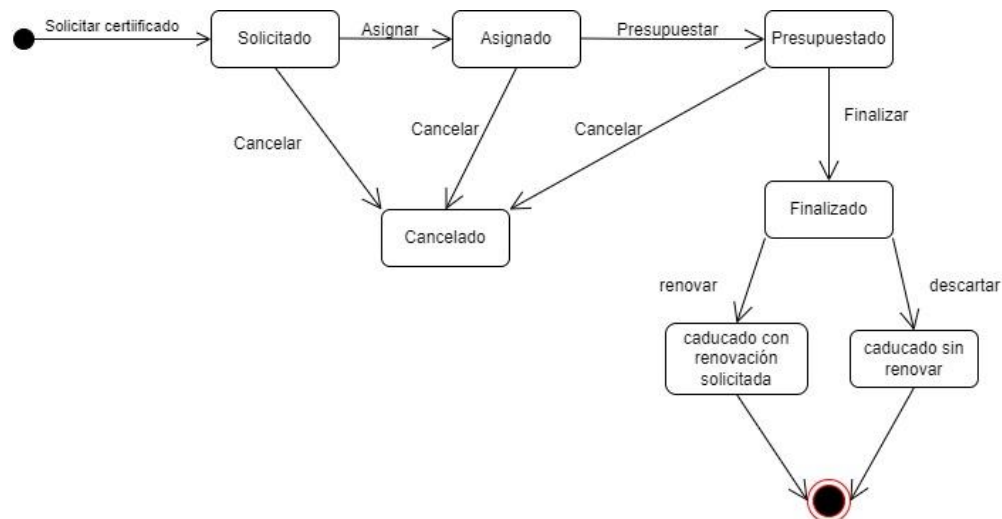 Solicitar certiificado
Solicitado
Asignar
Asignado
Presupuestar
Presupuestado
Cancelar
Cancelar
Cancelar
Finalizar
Cancelado
Finalizado
renovar
descartar
caducado con
renovación
solicitada
caducado sin
renovar